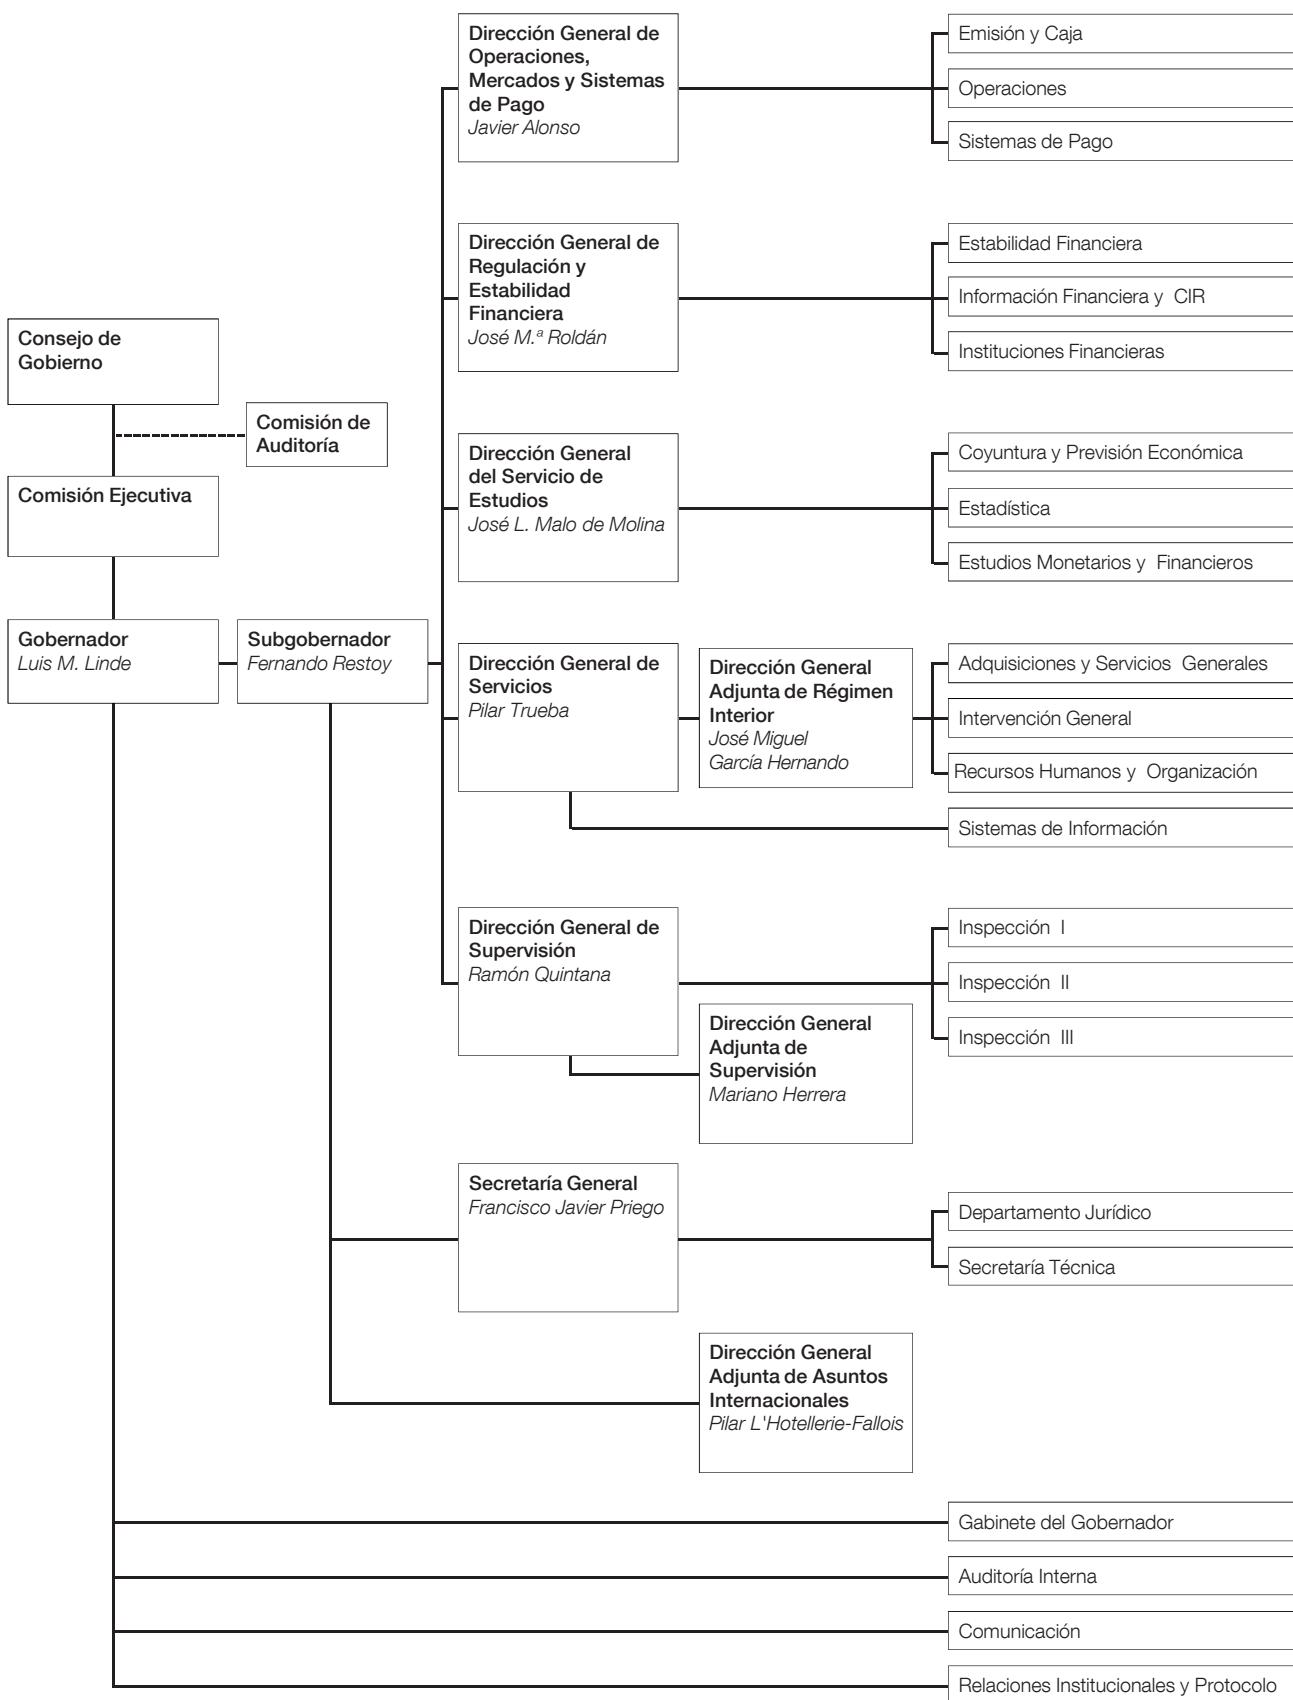 Dirección General de
Operaciones,
Mercados y Sistemas
de Pago
Javier Alonso
Emisión y Caja
Operaciones
Sistemas de Pago
Dirección General de
Regulación y
Estabilidad
Financiera
José M.ª Roldán
Estabilidad Financiera
Información Financiera y CIR
Instituciones Financieras
Consejo de
Gobierno
Comisión de
Auditoría
Comisión Ejecutiva
Dirección General
del Servicio de
Estudios
José L. Malo de Molina
Coyuntura y Previsión Económica
Estadística
Estudios Monetarios y Financieros
Gobernador
Luis M. Linde
Subgobernador
Fernando Restoy
Dirección General de
Servicios
Pilar Trueba
Dirección General
Adjunta de Régimen
Interior
José Miguel
García Hernando
Adquisiciones y Servicios Generales
Intervención General
Recursos Humanos y Organización
Sistemas de Información
Dirección General de
Supervisión
Ramón Quintana
Inspección I
Inspección II
Inspección III
Dirección General
Adjunta de
Supervisión
Mariano Herrera
Secretaría General
Francisco Javier Priego
Departamento Jurídico
Secretaría Técnica
Dirección General
Adjunta de Asuntos
Internacionales
Pilar L'Hotellerie-Fallois
Gabinete del Gobernador
Auditoría Interna
Comunicación
Relaciones Institucionales y Protocolo